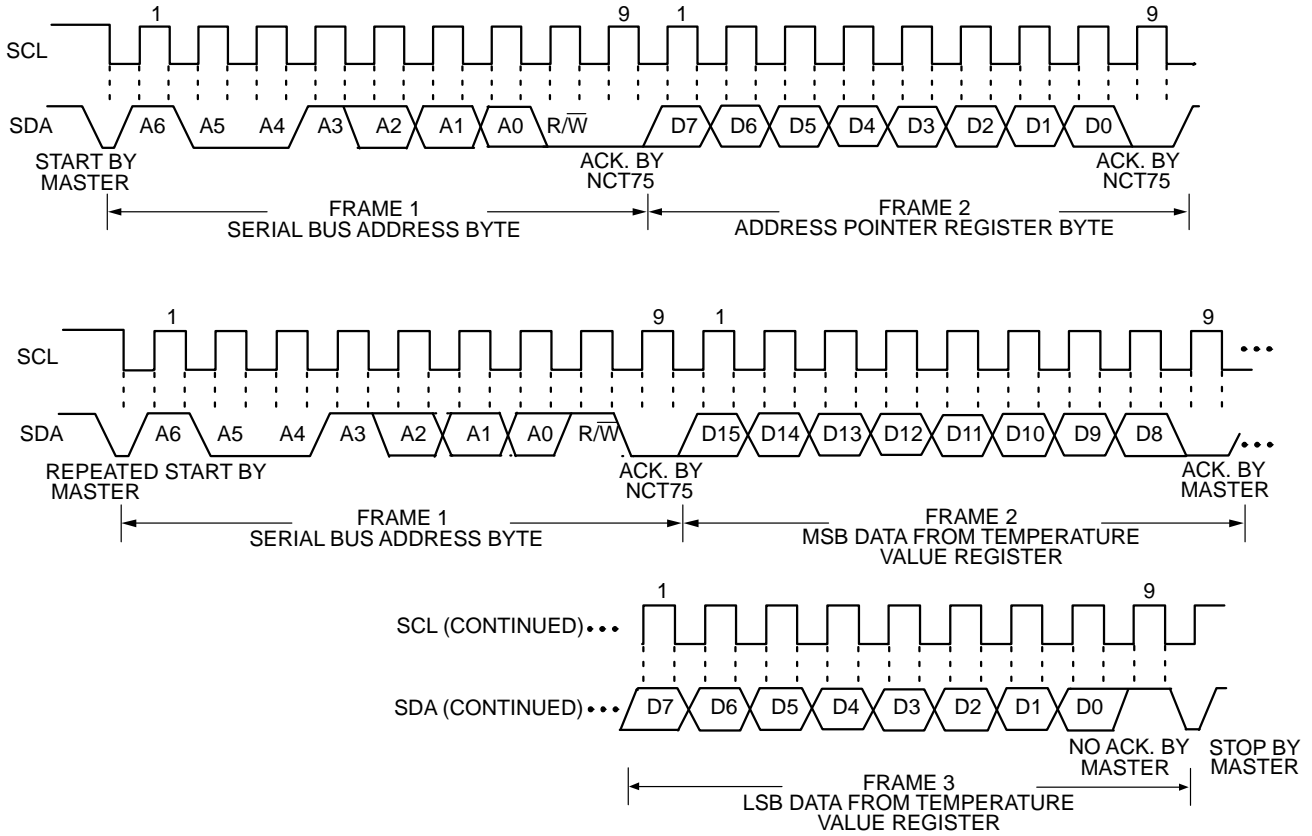 1 9 1 9
SCL
SDA A6 A5 A4 A3 A2 A1 A0 R/W̅ D7 D6 D5 D4 D3 D2 D1 D0
START BY
MASTER
ACK. BY
NCT75
ACK. BY
NCT75
FRAME 1
SERIAL BUS ADDRESS BYTE
FRAME 2
ADDRESS POINTER REGISTER BYTE
1 9 1 9
SCL
SDA A6 A5 A4 A3 A2 A1 A0 R/W̅ D15 D14 D13 D12 D11 D10 D9 D8
REPEATED START BY
MASTER
ACK. BY
NCT75
ACK. BY
MASTER
FRAME 1
SERIAL BUS ADDRESS BYTE
FRAME 2
MSB DATA FROM TEMPERATURE
VALUE REGISTER
1 9
SCL (CONTINUED)
SDA (CONTINUED) D7 D6 D5 D4 D3 D2 D1 D0
NO ACK. BY
MASTER
STOP BY
MASTER
FRAME 3
LSB DATA FROM TEMPERATURE
VALUE REGISTER